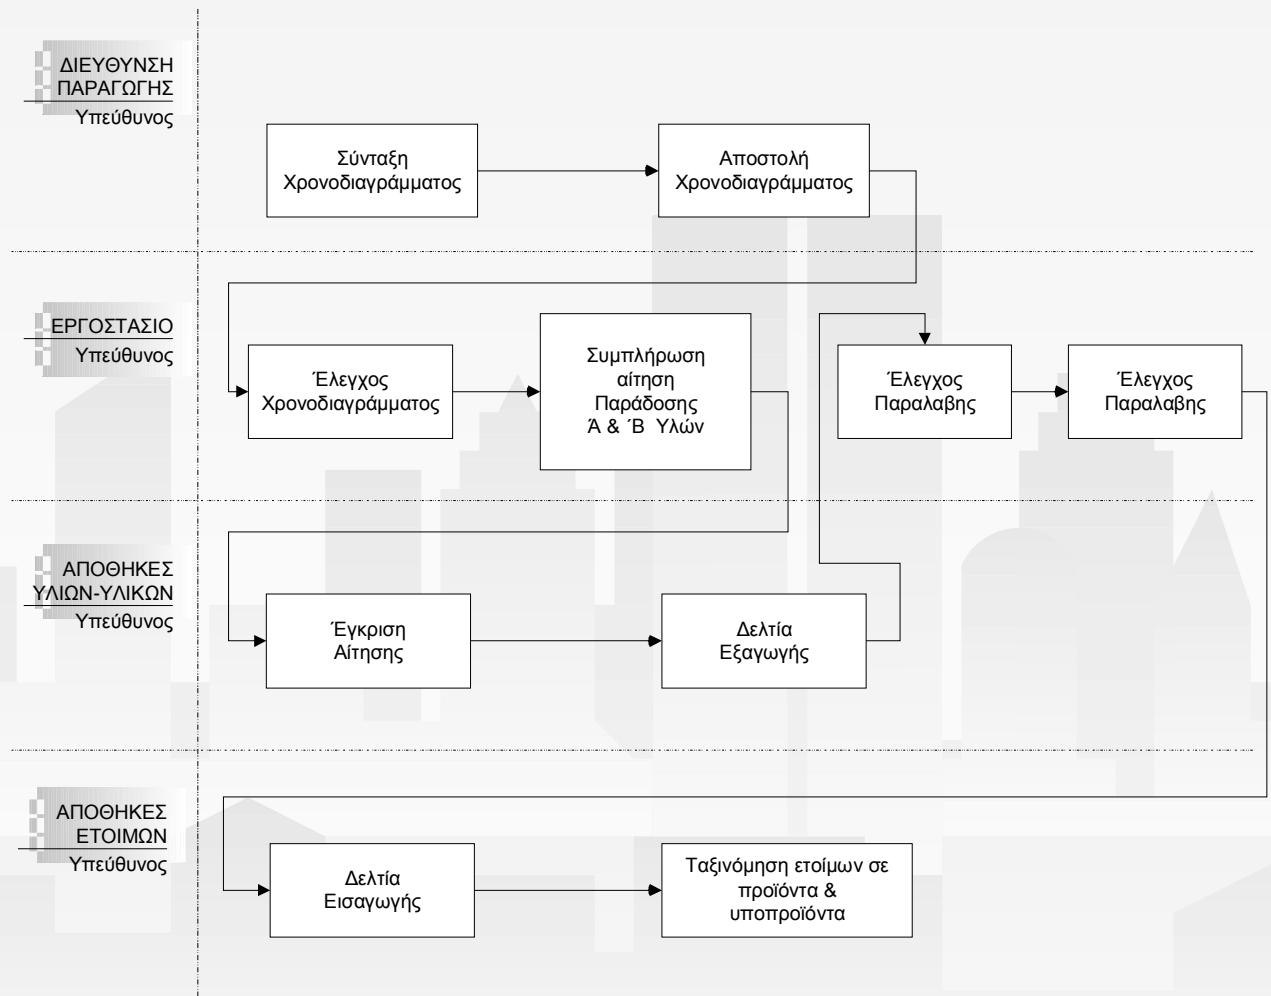 ΔΙΕΥΘΥΝΣΗ
ΠΑΡΑΓΩΓΗΣ
Υπεύθυνος
Σύνταξη
Χρονοδιαγράμματος
Αποστολή
Χρονοδιαγράμματος
ΕΡΓΟΣΤΑΣΙΟ
Υπεύθυνος
Έλεγχος
Χρονοδιαγράμματος
Συμπλήρωση
αίτηση
Παράδοσης
Ά & ΄Β Υλών
Έλεγχος
Παραλαβης
Έλεγχος
Παραλαβης
ΑΠΟΘΗΚΕΣ
ΥΛΙΩΝ-ΥΛΙΚΩΝ
Υπεύθυνος
Έγκριση
Αίτησης
Δελτία
Εξαγωγής
ΑΠΟΘΗΚΕΣ
ΕΤΟΙΜΩΝ
Υπεύθυνος
Δελτία
Εισαγωγής
Ταξινόμηση ετοίμων σε
προϊόντα &
υποπροϊόντα